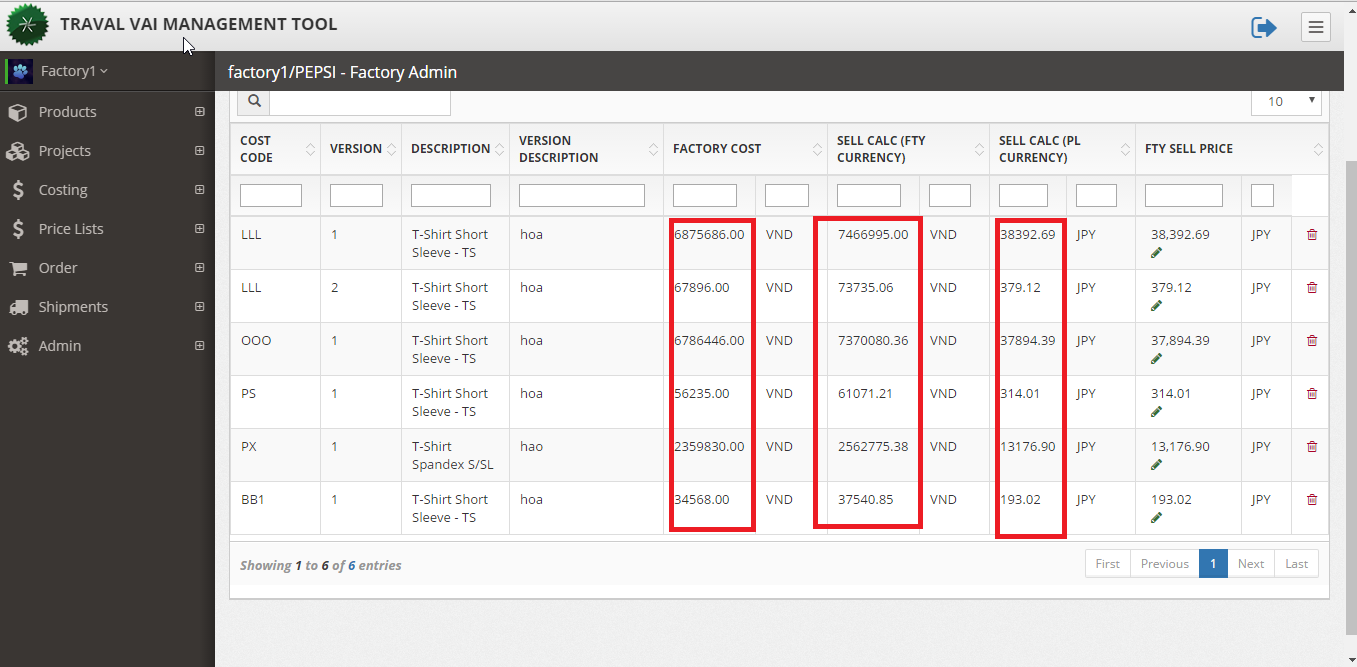 TRAVAL VAI MANAGEMENT TOOL
Factory1
factory1/PEPSI - Factory Admin
Products
Projects
Costing
Price Lists
Order
Shipments
Admin
10
COST CODE VERSION DESCRIPTION VERSION DESCRIPTION FACTORY COST SELL CALC (FTY CURRENCY) SELL CALC (PL CURRENCY) FTY SELL PRICE
LLL 1 T-Shirt Short Sleeve - TS hoa 6875686.00 VND 7466995.00 VND 38392.69 JPY 38,392.69 JPY
LLL 2 T-Shirt Short Sleeve - TS hoa 67896.00 VND 73735.06 VND 379.12 JPY 379.12 JPY
OOO 1 T-Shirt Short Sleeve - TS hoa 6786446.00 VND 7370080.36 VND 37894.39 JPY 37,894.39 JPY
PS 1 T-Shirt Short Sleeve - TS hoa 56235.00 VND 61071.21 VND 314.01 JPY 314.01 JPY
PX 1 T-Shirt Spandex S/SL hao 2359830.00 VND 2562775.38 VND 13176.90 JPY 13,176.90 JPY
BB1 1 T-Shirt Short Sleeve - TS hoa 34568.00 VND 37540.85 VND 193.02 JPY 193.02 JPY
Showing 1 to 6 of 6 entries
First Previous 1 Next Last